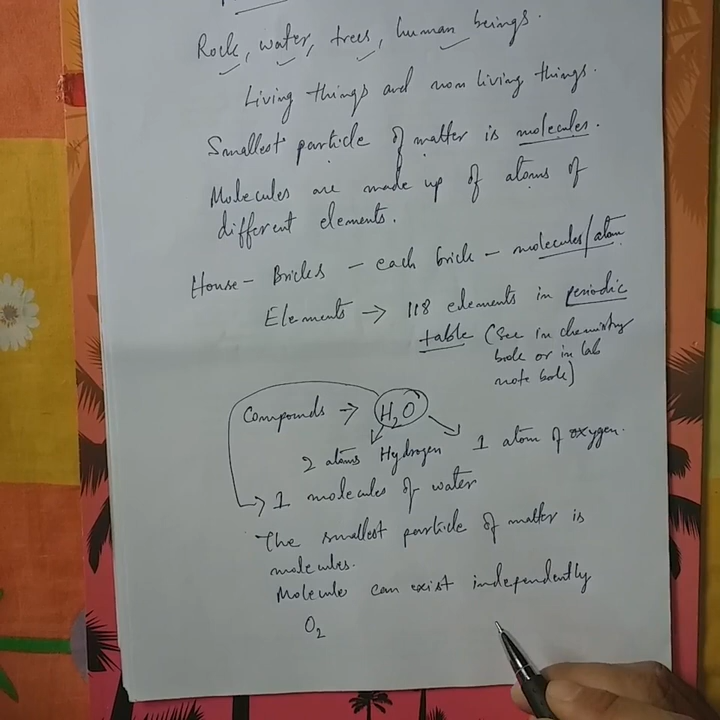 Rock, water, trees, human beings.
Living things and non living things.
Smallest particle of matter is molecules.
Molecules are made up of atoms of
different elements.
House - Bricks - each brick - molecules/atom
Elements → 118 elements in periodic
table (See in chemistry
book or in lab
note book)
Compounds → H₂O
2 atoms Hydrogen 1 atom of oxygen.
→ 1 molecules of water
The smallest particle of matter is
molecules.
Molecules can exist independently
O₂